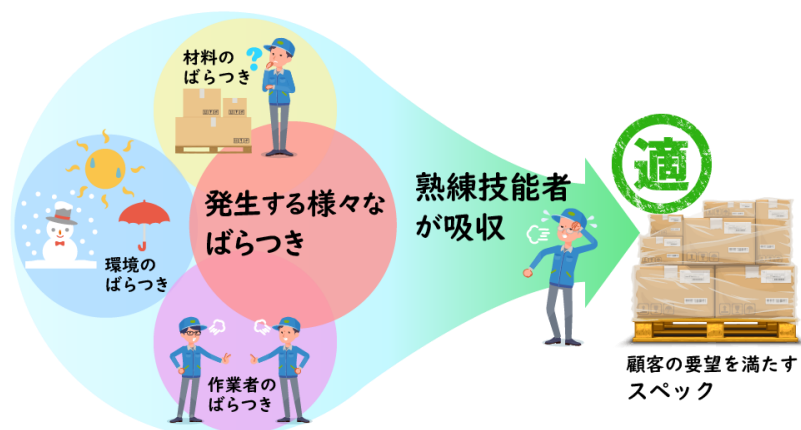 材料の
ばらつき
?
発生する様々な
ばらつき
環境の
ばらつき
作業者の
ばらつき
熟練技能者
が吸収
適
顧客の要望を満たす
スペック